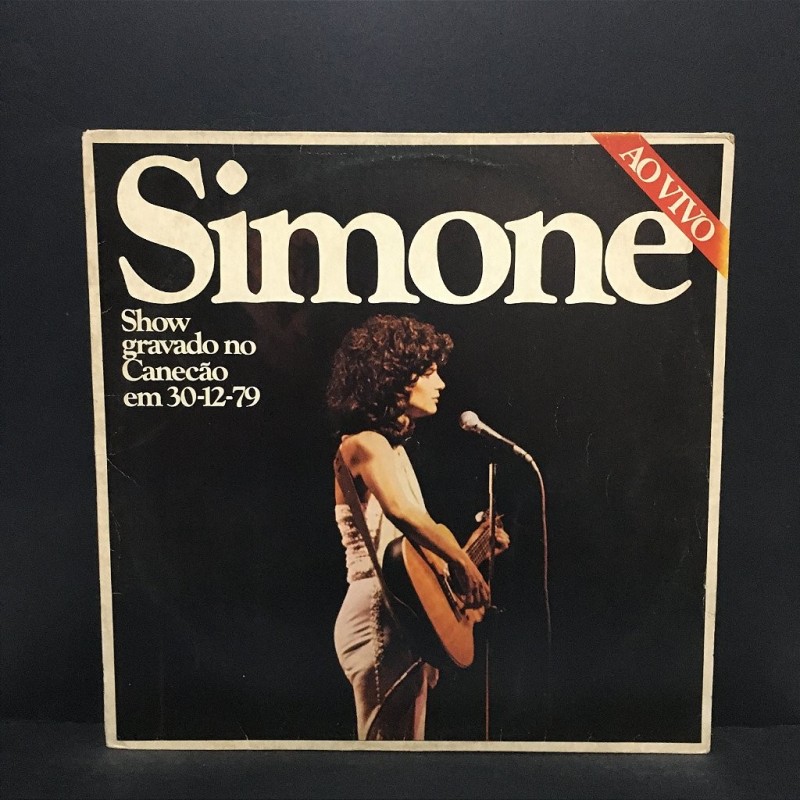 Simone
AO VIVO
Show
gravado no
Canecão
em 30-12-79